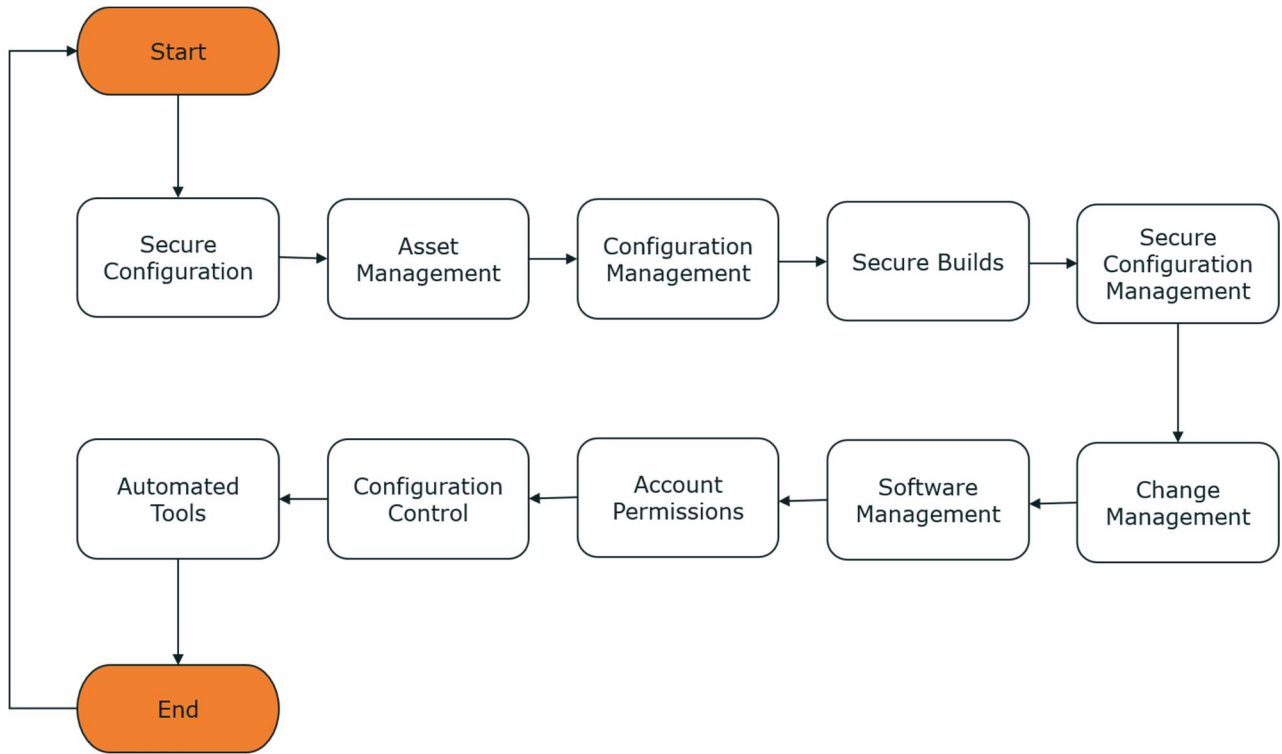 Start
Secure
Configuration
Asset
Management
Configuration
Management
Secure Builds
Secure
Configuration
Management
Automated
Tools
Configuration
Control
Account
Permissions
Software
Management
Change
Management
End